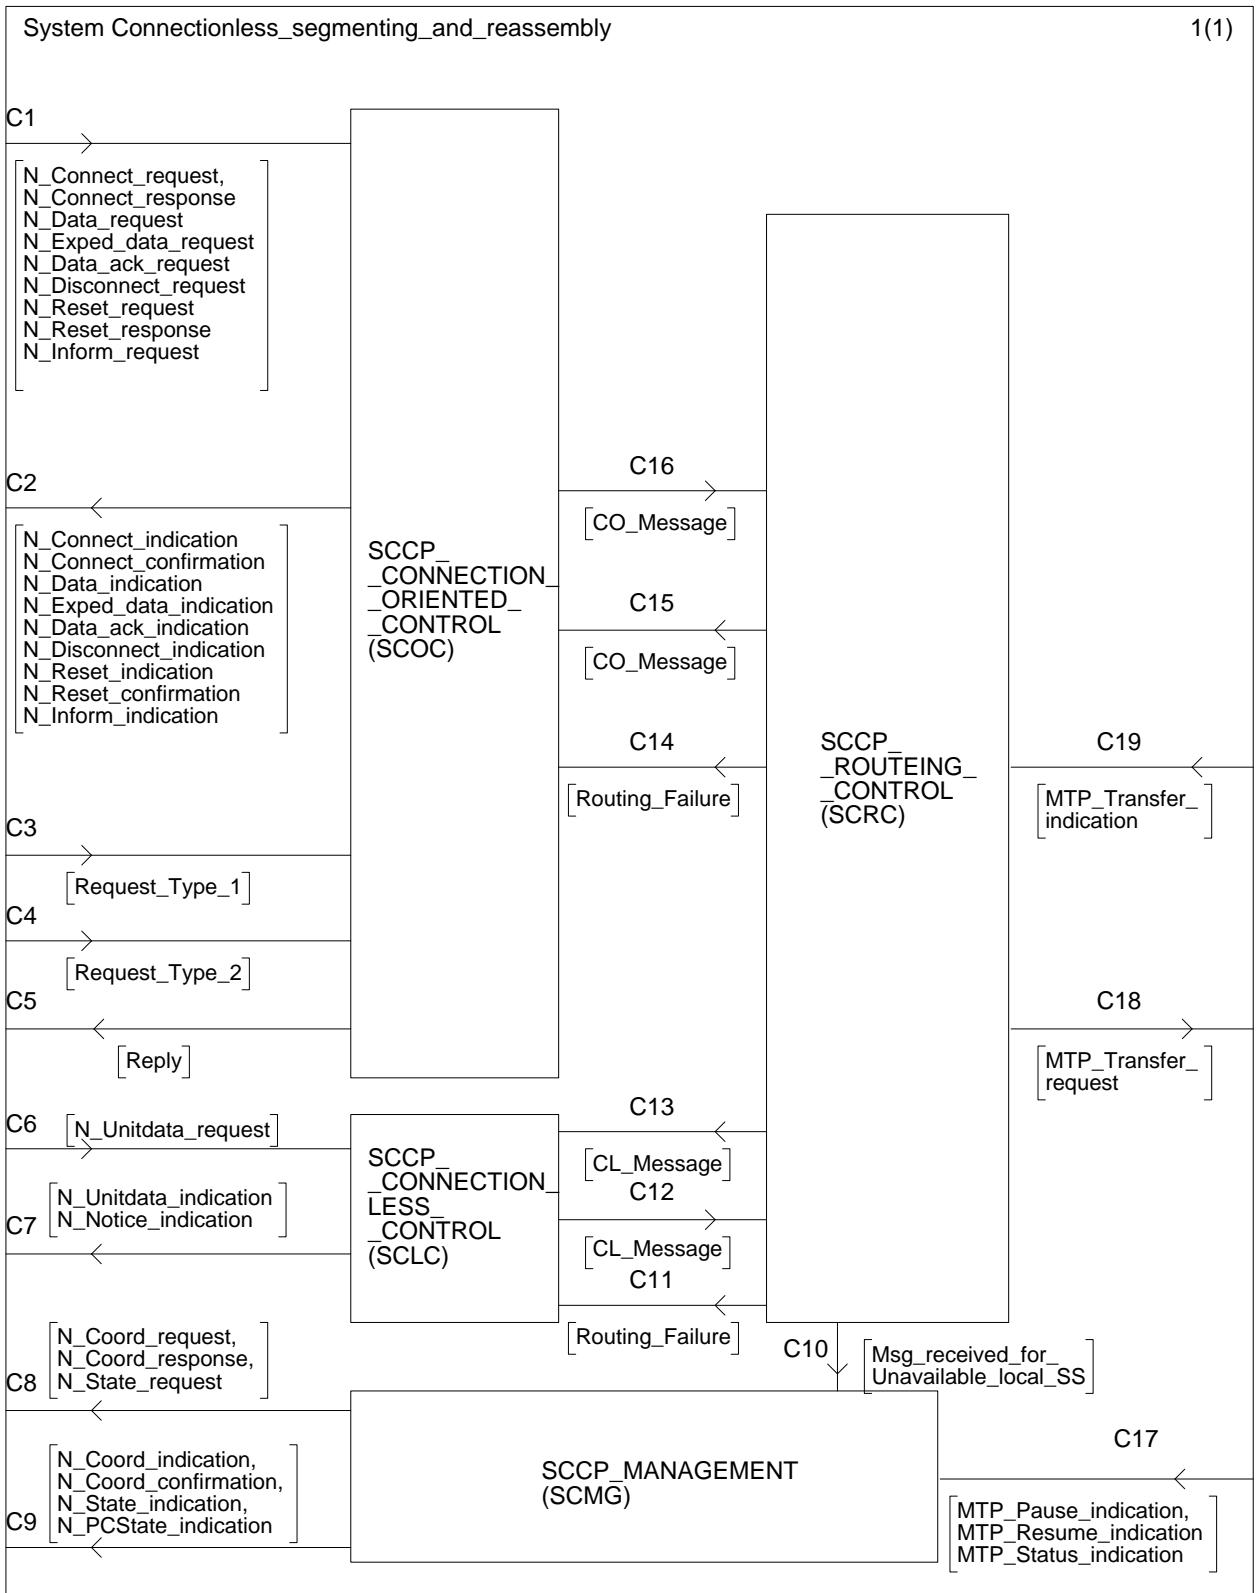 System Connectionless_segmenting_and_reassembly
1(1)
C1
N_Connect_request,
N_Connect_response
N_Data_request
N_Exped_data_request
N_Data_ack_request
N_Disconnect_request
N_Reset_request
N_Reset_response
N_Inform_request
C2
N_Connect_indication
N_Connect_confirmation
N_Data_indication
N_Exped_data_indication
N_Data_ack_indication
N_Disconnect_indication
N_Reset_indication
N_Reset_confirmation
N_Inform_indication
C3
Request_Type_1
C4
Request_Type_2
C5
Reply
SCCP_
_CONNECTION_
_ORIENTED_
_CONTROL
(SCOC)
C16
CO_Message
C15
CO_Message
C14
Routing_Failure
SCCP_
_ROUTEING_
_CONTROL
(SCRC)
C19
MTP_Transfer_
indication
C18
MTP_Transfer_
request
C6
N_Unitdata_request
N_Unitdata_indication
N_Notice_indication
C7
SCCP_
_CONNECTION_
LESS_
_CONTROL
(SCLC)
C13
CL_Message
C12
CL_Message
C11
Routing_Failure
C10
Msg_received_for_
Unavailable_local_SS
N_Coord_request,
N_Coord_response,
N_State_request
C8
N_Coord_indication,
N_Coord_confirmation,
N_State_indication,
N_PCState_indication
C9
SCCP_MANAGEMENT
(SCMG)
C17
MTP_Pause_indication,
MTP_Resume_indication
MTP_Status_indication